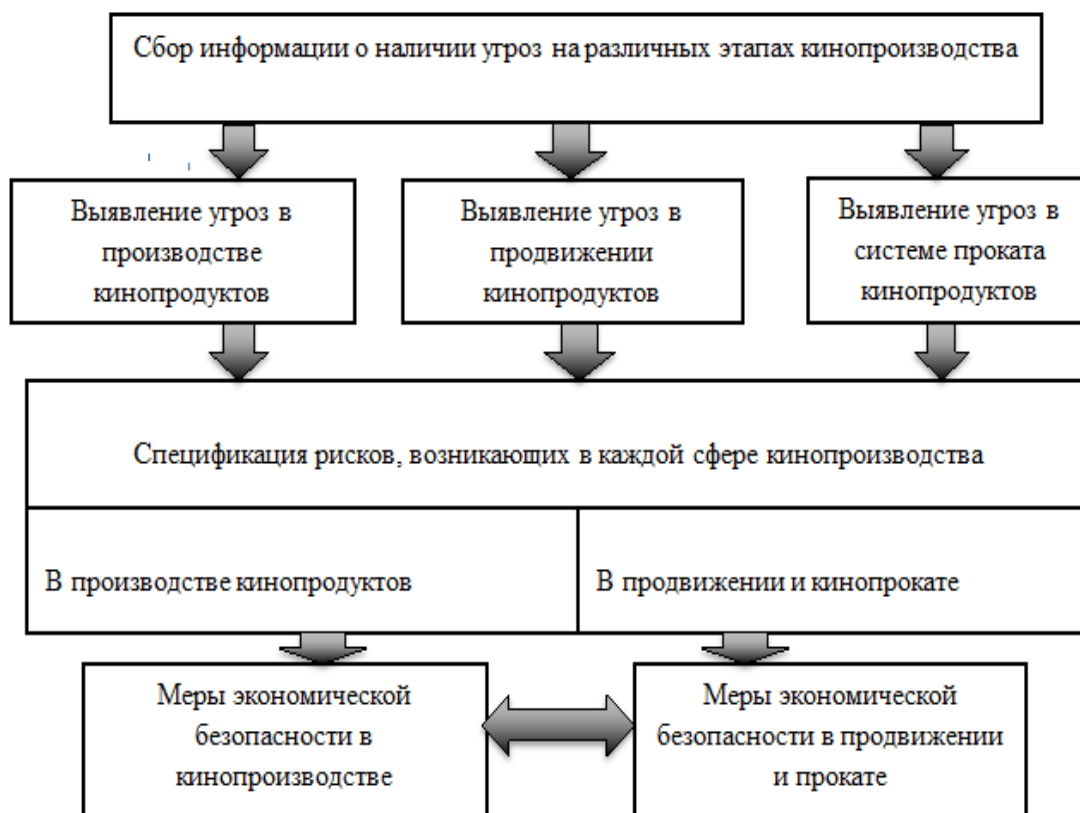 Сбор информации о наличии угроз на различных этапах кинопроизводства
Выявление угроз в
производстве
кинопродуктов
Выявление угроз в
продвижении
кинопродуктов
Выявление угроз в
системе проката
кинопродуктов
Спецификация рисков, возникающих в каждой сфере кинопроизводства
В производстве кинопродуктов
В продвижении и кинопрокате
Меры экономической
безопасности в
кинопроизводстве
Меры экономической
безопасности в продвижении
и прокате